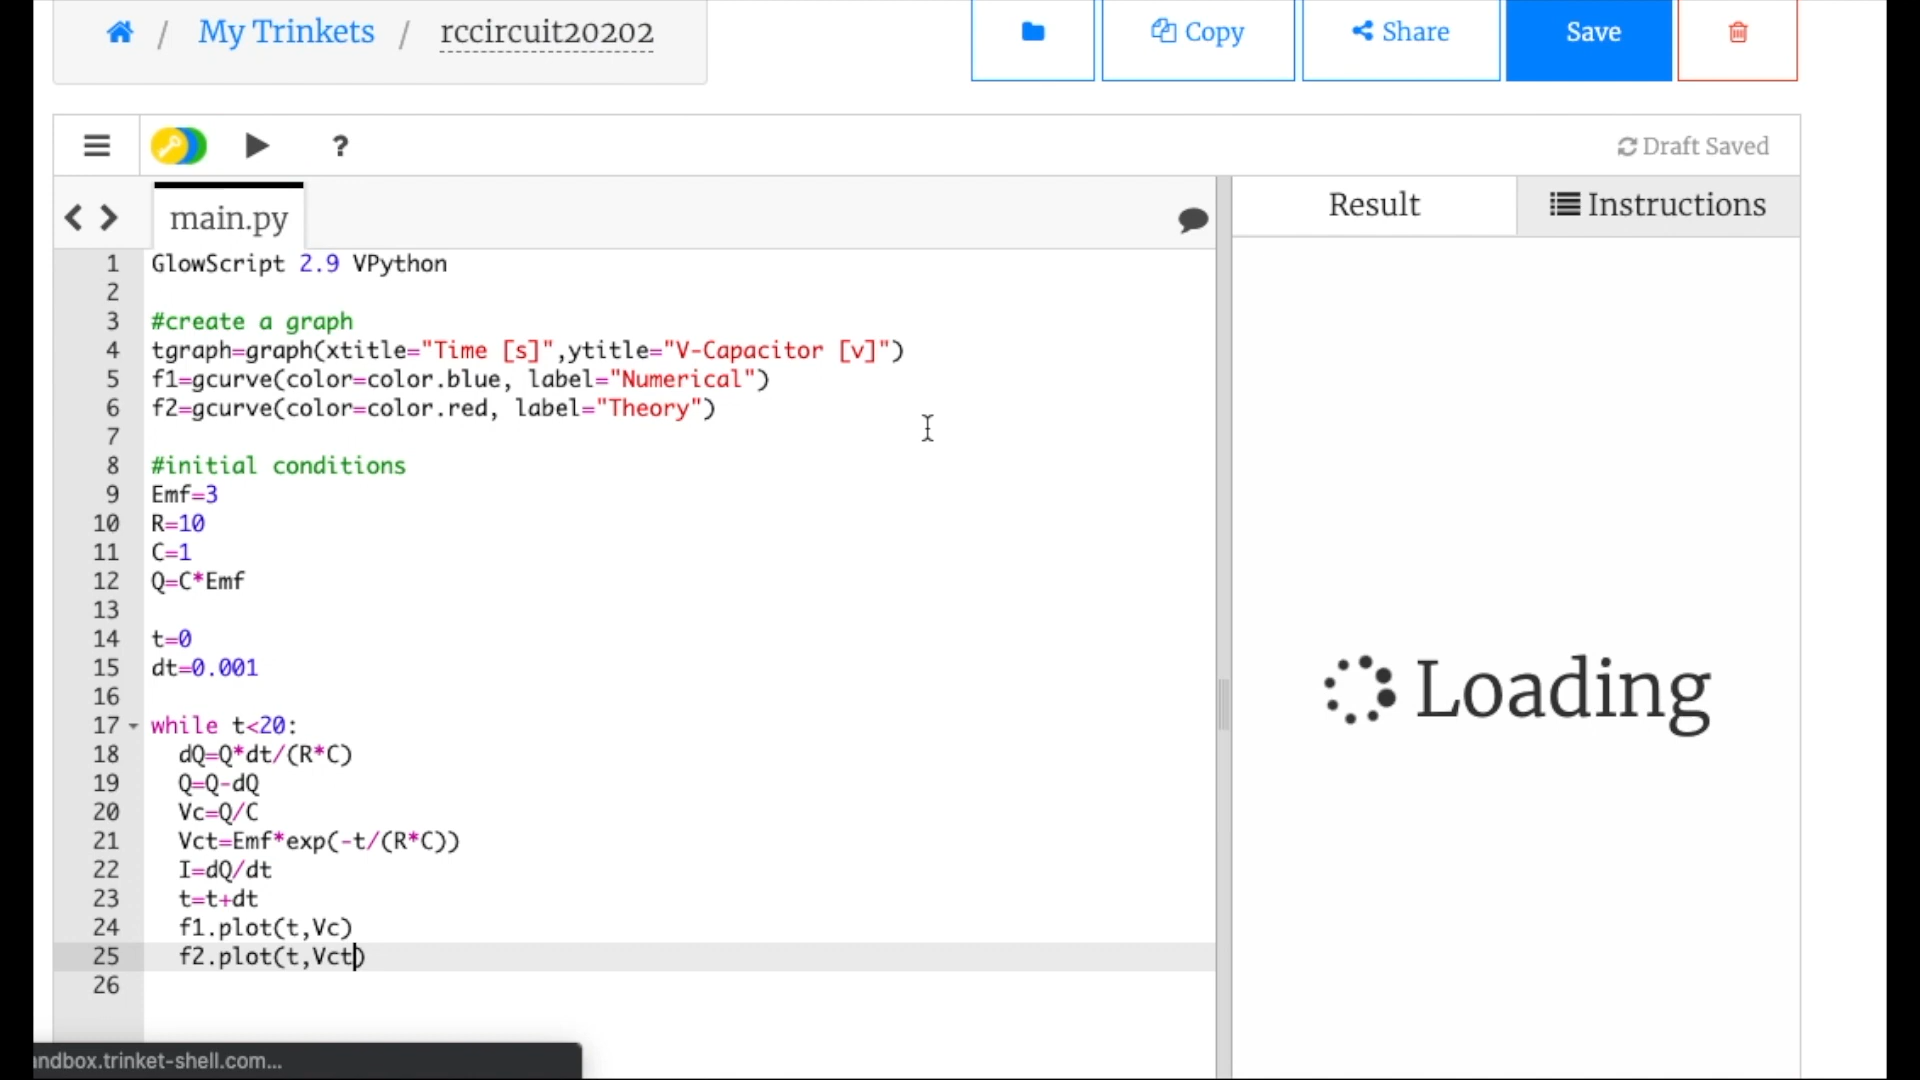 / My Trinkets / rccircuit20202
Copy
Share
Save
?
Draft Saved
main.py
Result
Instructions
1 GlowScript 2.9 VPython
2
3 #create a graph
4 tgraph=graph(xtitle="Time [s]",ytitle="V-Capacitor [v]")
5 f1=gcurve(color=color.blue, label="Numerical")
6 f2=gcurve(color=color.red, label="Theory")
7
8 #initial conditions
9 Emf=3
10 R=10
11 C=1
12 Q=C*Emf
13
14 t=0
15 dt=0.001
16
17 while t<20:
18 dQ=Q*dt/(R*C)
19 Q=Q-dQ
20 Vc=Q/C
21 Vct=Emf*exp(-t/(R*C))
22 I=dQ/dt
23 t=t+dt
24 f1.plot(t,Vc)
25 f2.plot(t,Vct)
26
Loading
andbox.trinket-shell.com...